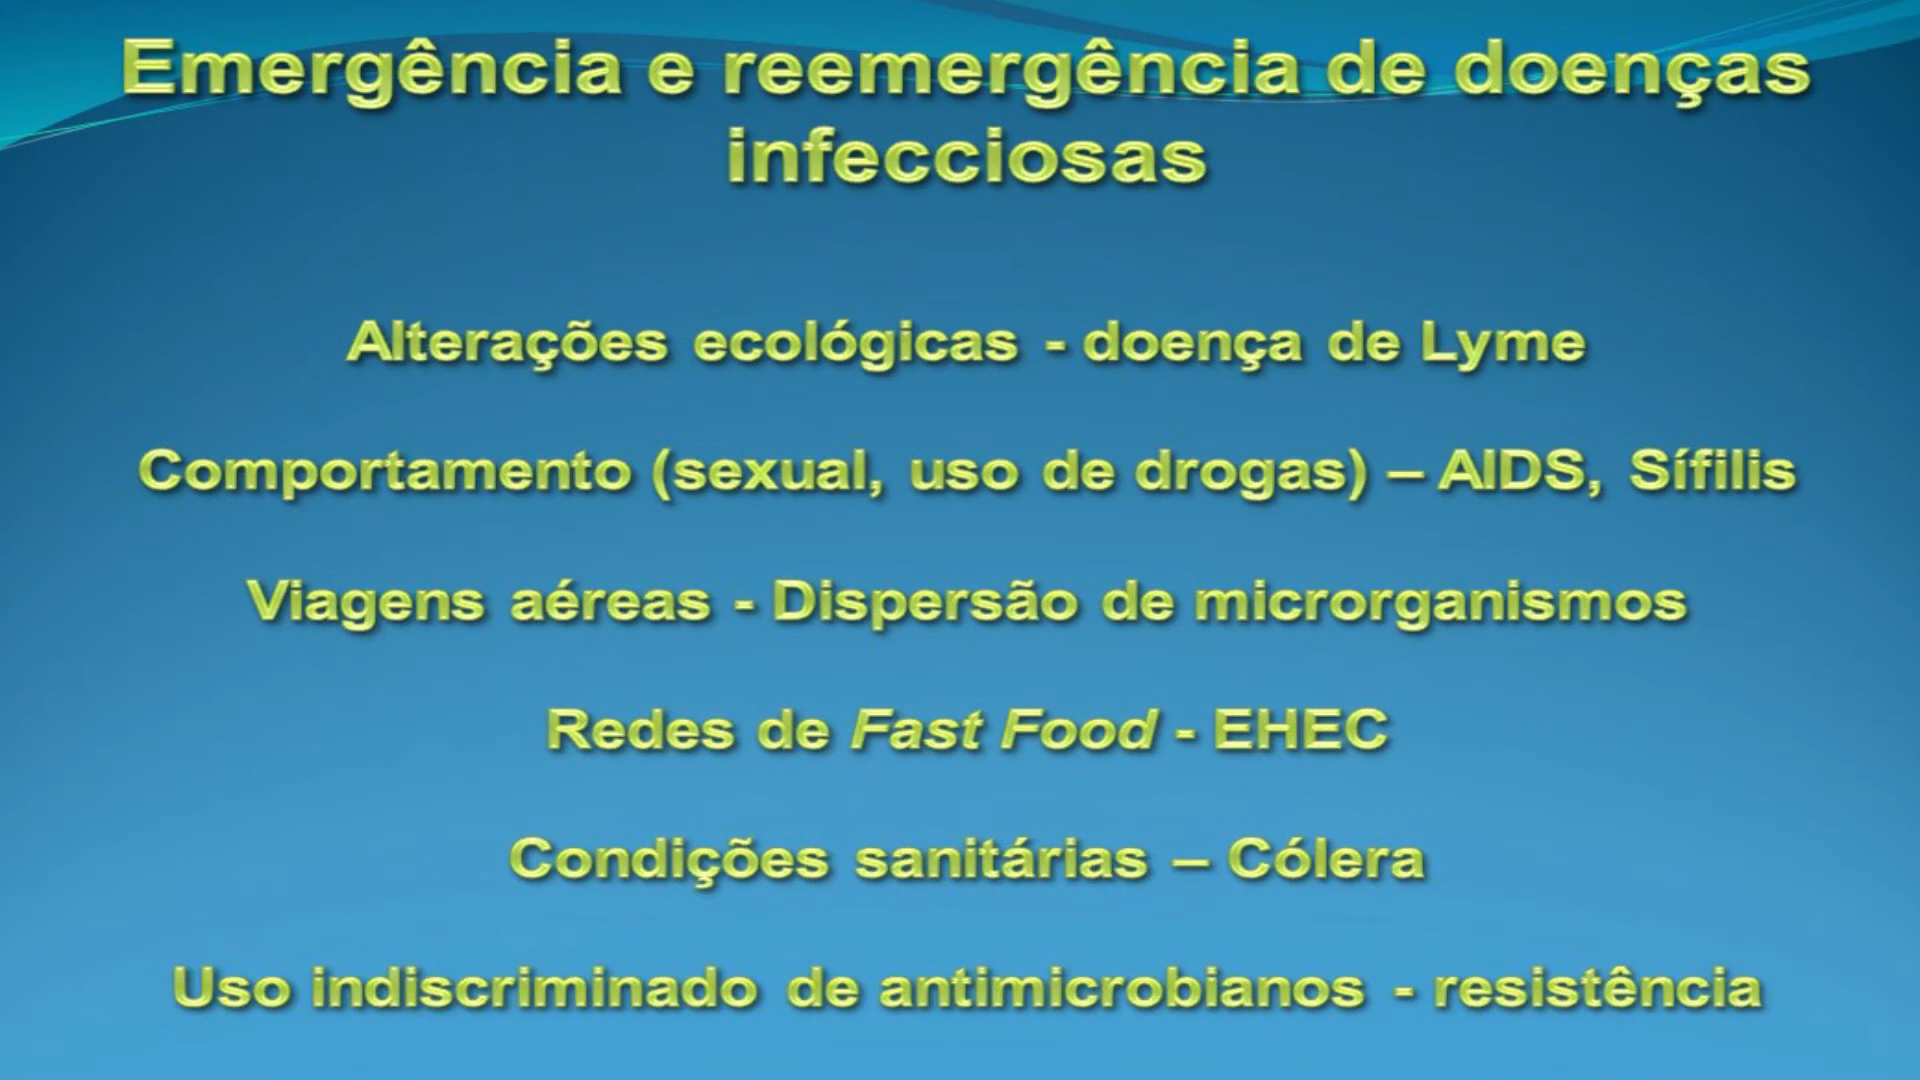 Emergência e reemergência de doenças
infecciosas
Alterações ecológicas - doença de Lyme
Comportamento (sexual, uso de drogas) – AIDS, Sífilis
Viagens aéreas - Dispersão de microrganismos
Redes de Fast Food - EHEC
Condições sanitárias – Cólera
Uso indiscriminado de antimicrobianos - resistência